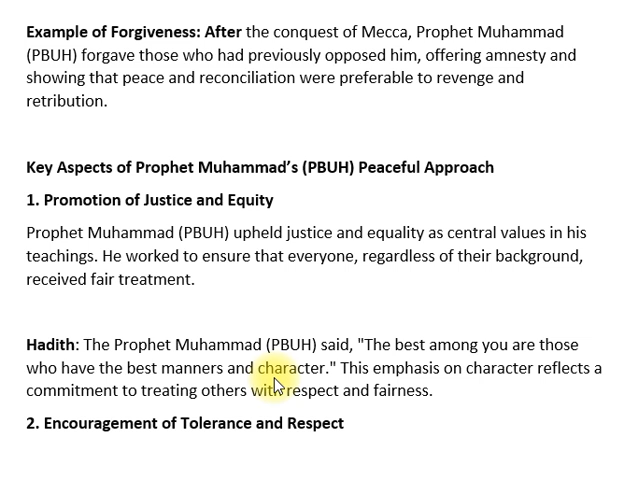 Example of Forgiveness: After the conquest of Mecca, Prophet Muhammad
(PBUH) forgave those who had previously opposed him, offering amnesty and
showing that peace and reconciliation were preferable to revenge and
retribution.
Key Aspects of Prophet Muhammad's (PBUH) Peaceful Approach
1. Promotion of Justice and Equity
Prophet Muhammad (PBUH) upheld justice and equality as central values in his
teachings. He worked to ensure that everyone, regardless of their background,
received fair treatment.
Hadith: The Prophet Muhammad (PBUH) said, "The best among you are those
who have the best manners and character." This emphasis on character reflects a
commitment to treating others with respect and fairness.
2. Encouragement of Tolerance and Respect